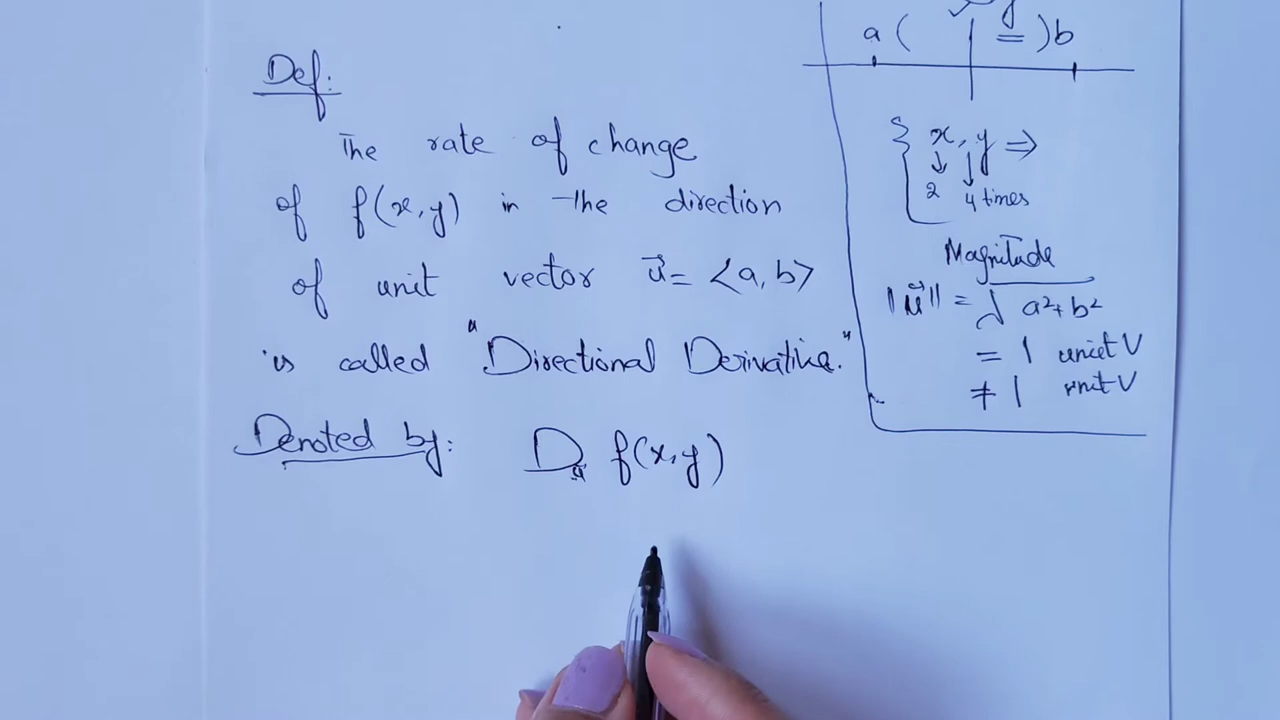 Def:
The rate of change
of f(x,y) in the direction
of unit vector u⃗ = <a, b>
is called "Directional Derivative."
Denoted by: D_u f(x,y)
a ( y ) b
{ x, y ⇒
↓ ↓
2 4 times
Magnitude
||u⃗|| = √ a²+b²
= 1 unit V
≠ 1 unit V